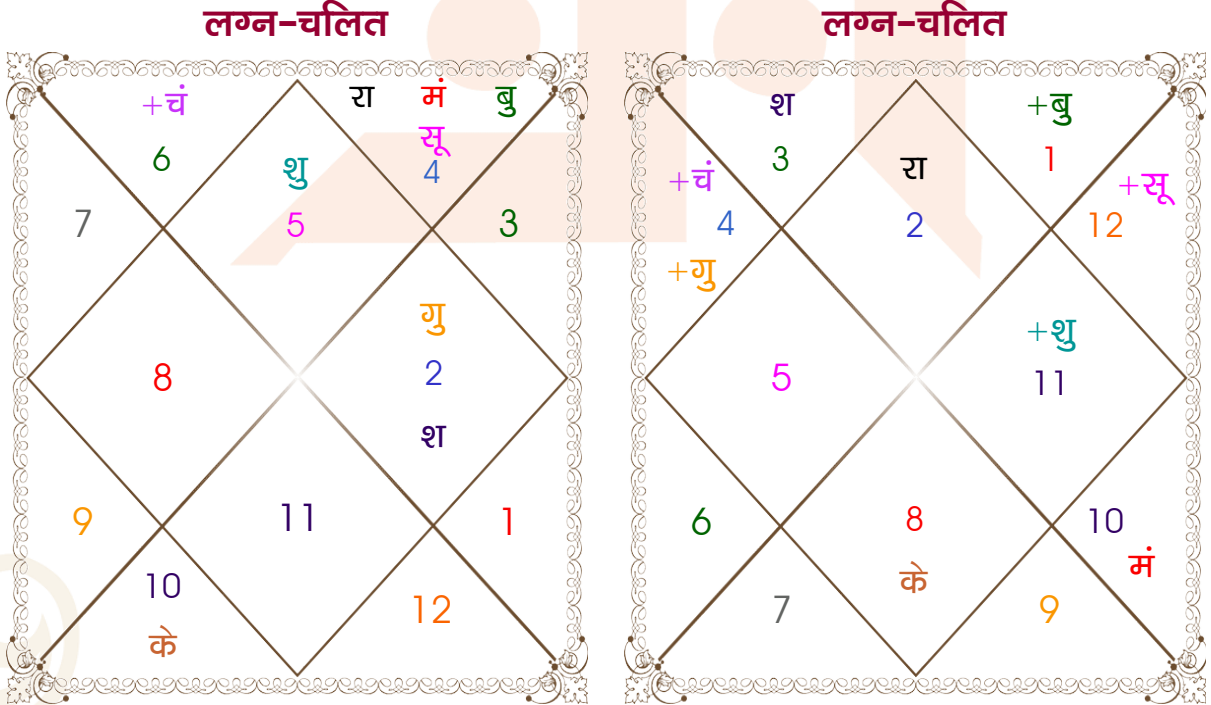 लग्न-चलित
+चं
रा मं बु
सू
6
शु
4
7
5
3
गु
8
2
श
9
11
1
10
12
के
लग्न-चलित
श
+बु
3
रा
1
+चं
+सू
4
2
12
+गु
+शु
5
11
6
8
10
के
मं
7
9